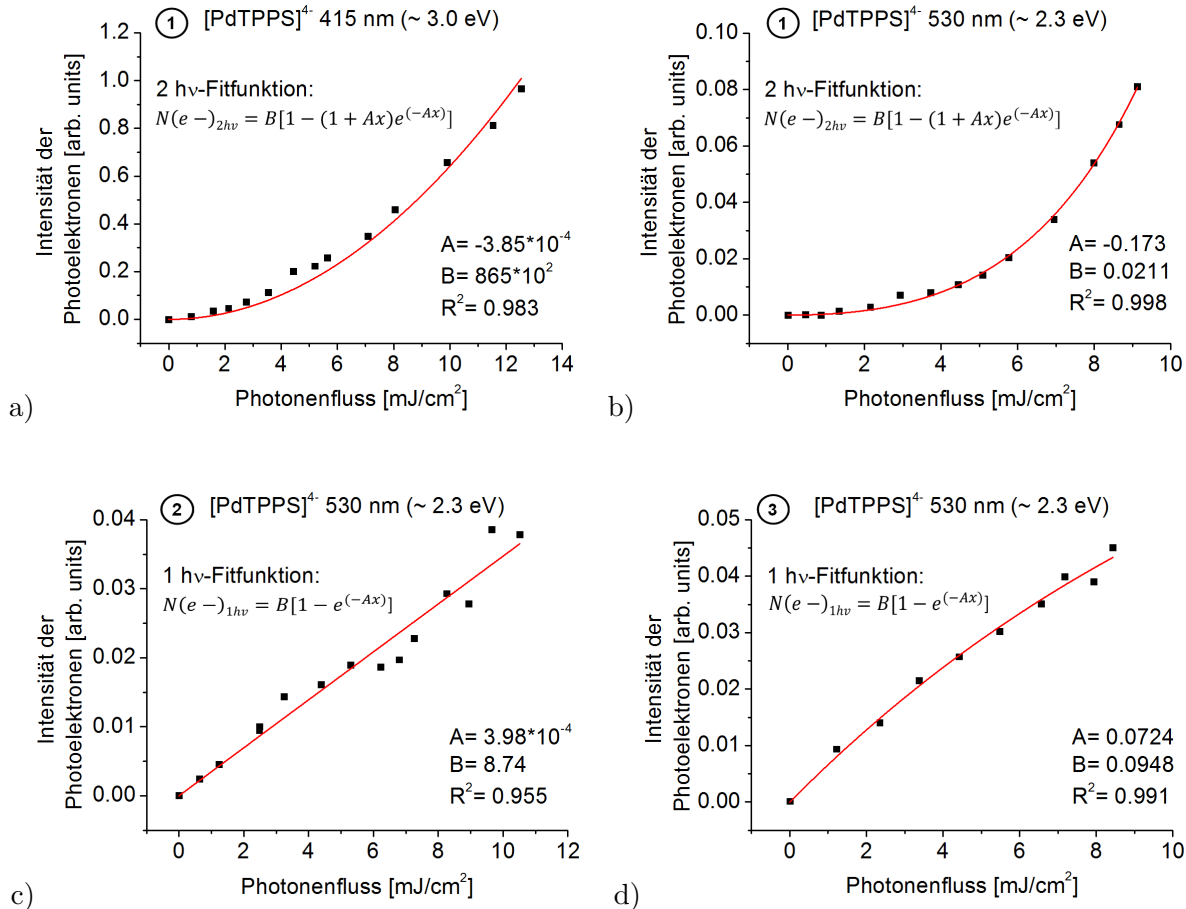 ① [PdTPPS]⁴⁻ 415 nm (~ 3.0 eV)
2 hν-Fitfunktion:
N(e −)₂ₕᵥ = B[1 − (1 + Ax)e^(−Ax)]
A= -3.85*10⁻⁴
B= 865*10²
R²= 0.983
Intensität der
Photoelektronen [arb. units]
0.0
0.2
0.4
0.6
0.8
1.0
0 2 4 6 8 10 12 14
Photonenfluss [mJ/cm²]
a)
① [PdTPPS]⁴⁻ 530 nm (~ 2.3 eV)
2 hν-Fitfunktion:
N(e −)₂ₕᵥ = B[1 − (1 + Ax)e^(−Ax)]
A= -0.173
B= 0.0211
R²= 0.998
Intensität der
Photoelektronen [arb. units]
0.00
0.02
0.04
0.06
0.08
0.10
0 2 4 6 8 10
Photonenfluss [mJ/cm²]
b)
② [PdTPPS]⁴⁻ 530 nm (~ 2.3 eV)
1 hν-Fitfunktion:
N(e −)₁ₕᵥ = B[1 − e^(−Ax)]
A= 3.98*10⁻⁴
B= 8.74
R²= 0.955
Intensität der
Photoelektronen [arb. units]
0.00
0.01
0.02
0.03
0.04
0 2 4 6 8 10 12
Photonenfluss [mJ/cm²]
c)
③ [PdTPPS]⁴⁻ 530 nm (~ 2.3 eV)
1 hν-Fitfunktion:
N(e −)₁ₕᵥ = B[1 − e^(−Ax)]
A= 0.0724
B= 0.0948
R²= 0.991
Intensität der
Photoelektronen [arb. units]
0.00
0.01
0.02
0.03
0.04
0.05
0 2 4 6 8 10
Photonenfluss [mJ/cm²]
d)